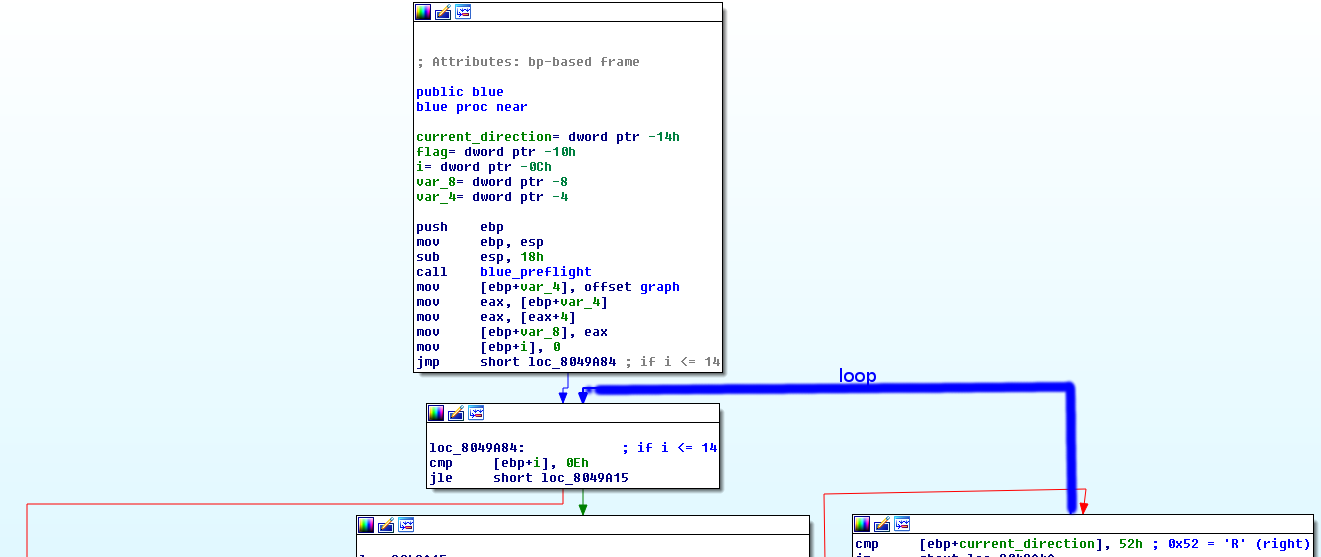 ; Attributes: bp-based frame
public blue
blue proc near
current_direction= dword ptr -14h
flag= dword ptr -10h
i= dword ptr -0Ch
var_8= dword ptr -8
var_4= dword ptr -4
push ebp
mov ebp, esp
sub esp, 18h
call blue_preflight
mov [ebp+var_4], offset graph
mov eax, [ebp+var_4]
mov eax, [eax+4]
mov [ebp+var_8], eax
mov [ebp+i], 0
jmp short loc_8049A84 ; if i <= 14
loop
loc_8049A84: ; if i <= 14
cmp [ebp+i], 0Eh
jle short loc_8049A15
cmp [ebp+current_direction], 52h ; 0x52 = 'R' (right)